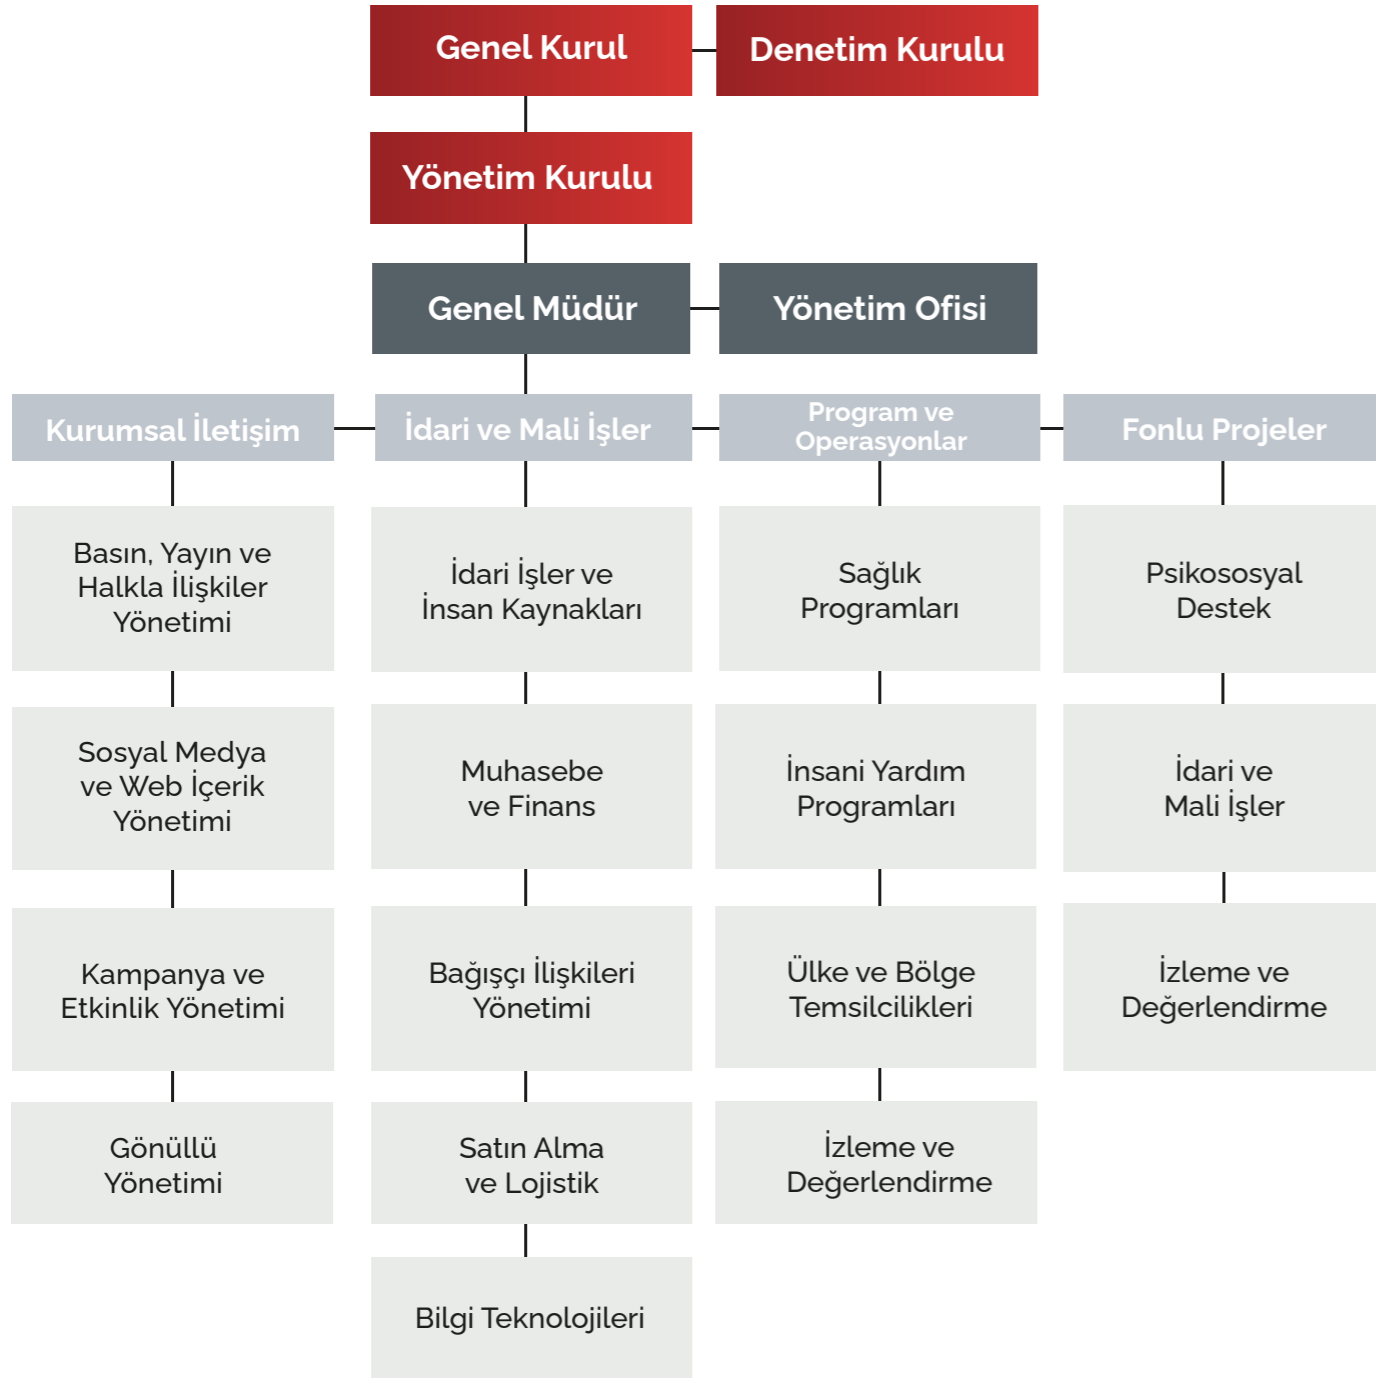 Genel Kurul
Denetim Kurulu
Yönetim Kurulu
Genel Müdür
Yönetim Ofisi
Kurumsal İletişim
İdari ve Mali İşler
Program ve
Operasyonlar
Fonlu Projeler
Basın, Yayın ve
Halkla İlişkiler
Yönetimi
Sosyal Medya
ve Web İçerik
Yönetimi
Kampanya ve
Etkinlik Yönetimi
Gönüllü
Yönetimi
İdari İşler ve
İnsan Kaynakları
Muhasebe
ve Finans
Bağışçı İlişkileri
Yönetimi
Satın Alma
ve Lojistik
Bilgi Teknolojileri
Sağlık
Programları
İnsani Yardım
Programları
Ülke ve Bölge
Temsilcilikleri
İzleme ve
Değerlendirme
Psikososyal
Destek
İdari ve
Mali İşler
İzleme ve
Değerlendirme